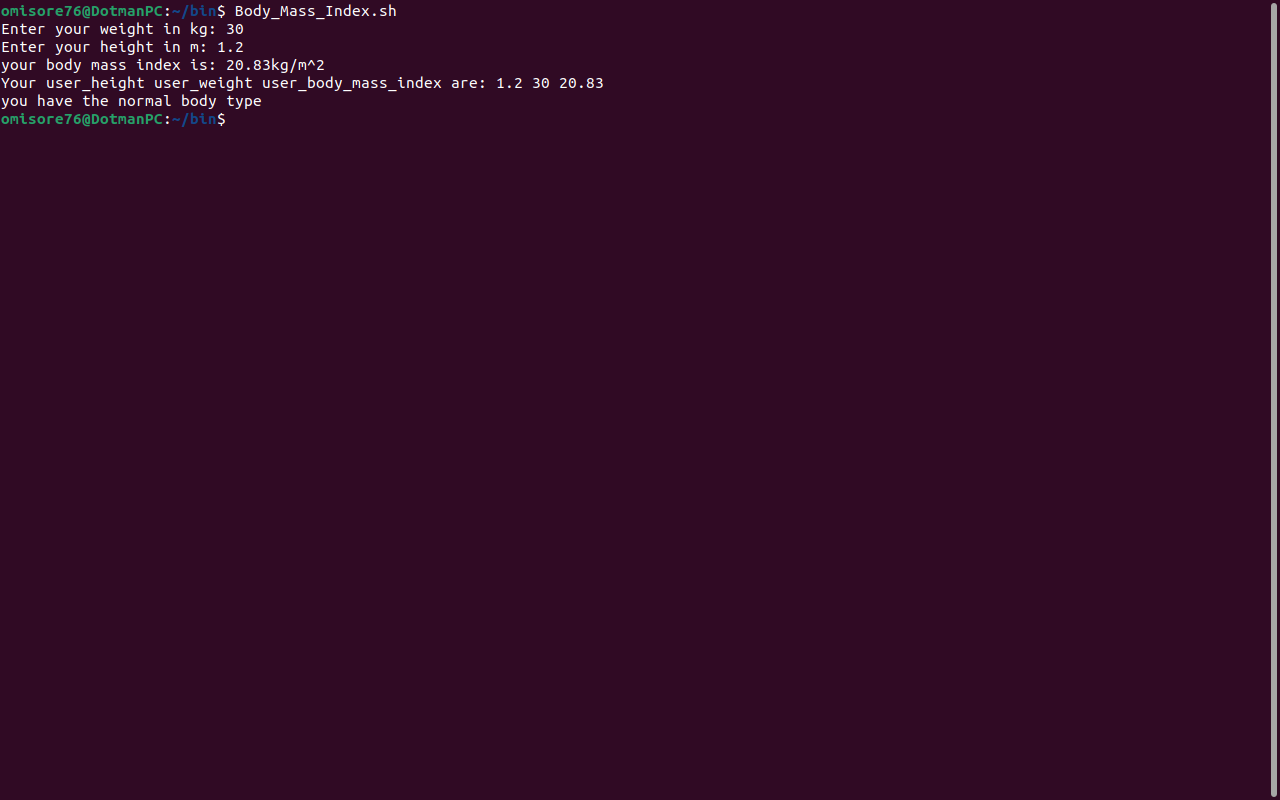 omisore76@DotmanPC:~/bin$ Body_Mass_Index.sh
Enter your weight in kg: 30
Enter your height in m: 1.2
your body mass index is: 20.83kg/m^2
Your user_height user_weight user_body_mass_index are: 1.2 30 20.83
you have the normal body type
omisore76@DotmanPC:~/bin$